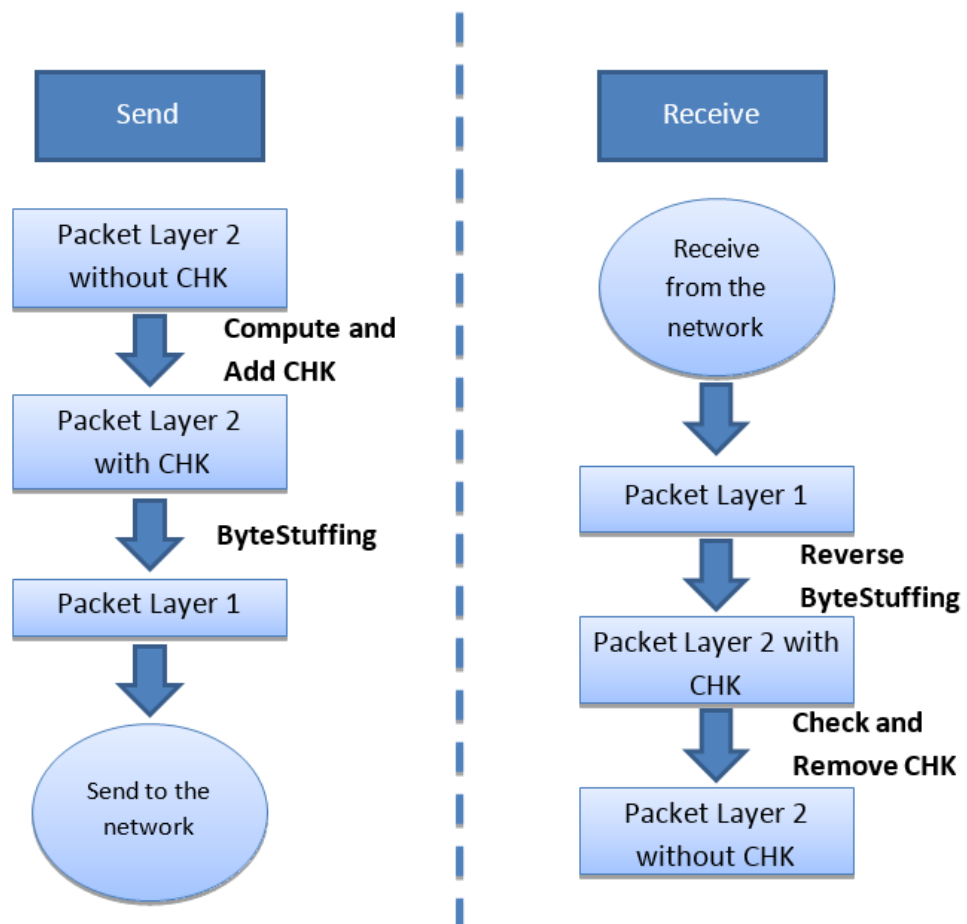 Send
Packet Layer 2
without CHK
Compute and
Add CHK
Packet Layer 2
with CHK
ByteStuffing
Packet Layer 1
Send to the
network
Receive
Receive
from the
network
Packet Layer 1
Reverse
ByteStuffing
Packet Layer 2 with
CHK
Check and
Remove CHK
Packet Layer 2
without CHK